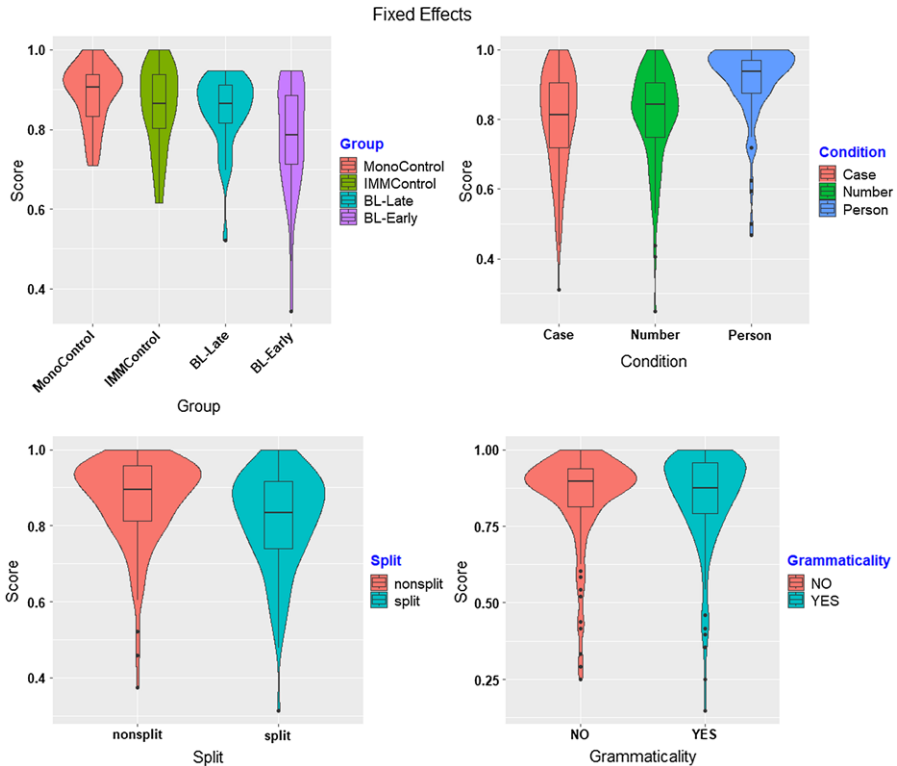 Fixed Effects
1.0
0.8
0.6
0.4
Score
MonoControl
IMMControl
BL-Late
BL-Early
Group
Group
MonoControl
IMMControl
BL-Late
BL-Early
1.0
0.8
0.6
0.4
Score
Case
Number
Person
Condition
Condition
Case
Number
Person
1.0
0.8
0.6
0.4
Score
nonsplit
split
Split
Split
nonsplit
split
1.00
0.75
0.50
0.25
Score
NO
YES
Grammaticality
Grammaticality
NO
YES